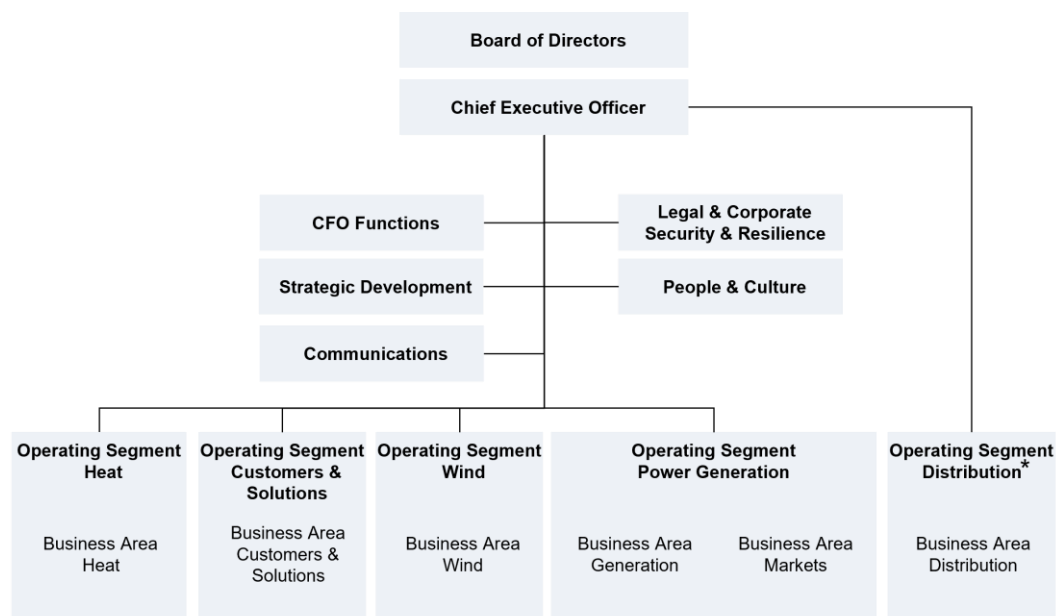 Board of Directors
Chief Executive Officer
CFO Functions
Legal & Corporate
Security & Resilience
Strategic Development
People & Culture
Communications
Operating Segment
Heat
Business Area
Heat
Operating Segment
Customers &
Solutions
Business Area
Customers &
Solutions
Operating Segment
Wind
Business Area
Wind
Operating Segment
Power Generation
Business Area
Generation
Business Area
Markets
Operating Segment
Distribution*
Business Area
Distribution